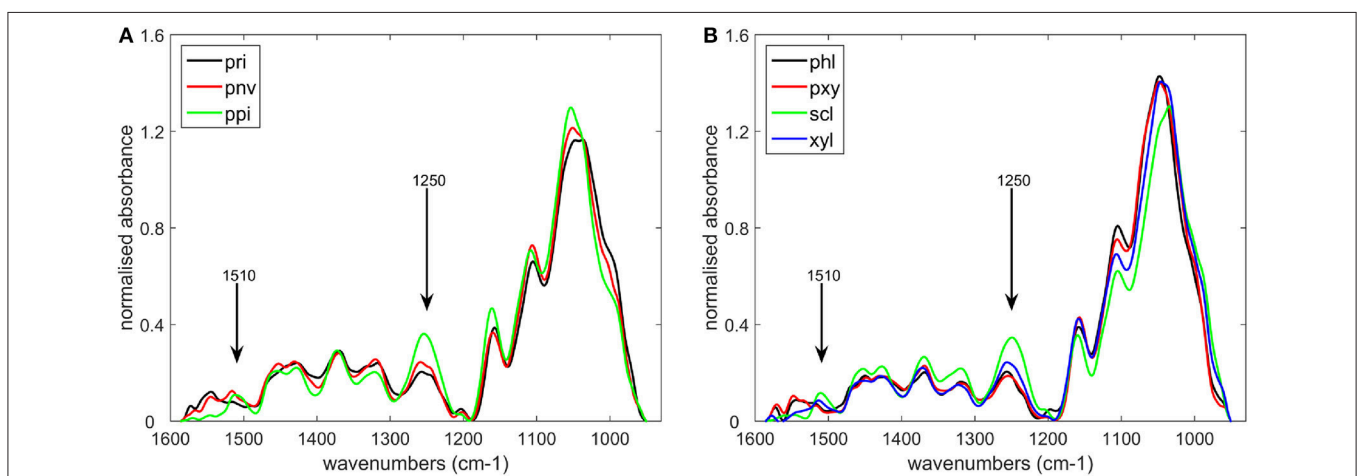 A
1.6
1.2
0.8
0.4
0
normalised absorbance
pri
pnv
ppi
1510
1250
1600 1500 1400 1300 1200 1100 1000
wavenumbers (cm-1)
B
1.6
1.2
0.8
0.4
0
normalised absorbance
phl
pxy
scl
xyl
1510
1250
1600 1500 1400 1300 1200 1100 1000
wavenumbers (cm-1)